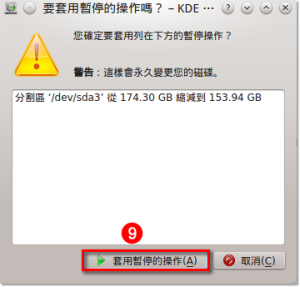 要套用暫停的操作嗎？ – KDE ...
您確定要套用列在下方的暫停操作？
警告：這樣會永久變更您的磁碟。
分割區 ‘/dev/sda3’ 從 174.30 GB 縮減到 153.94 GB
9
套用暫停的操作(A) 取消(C)